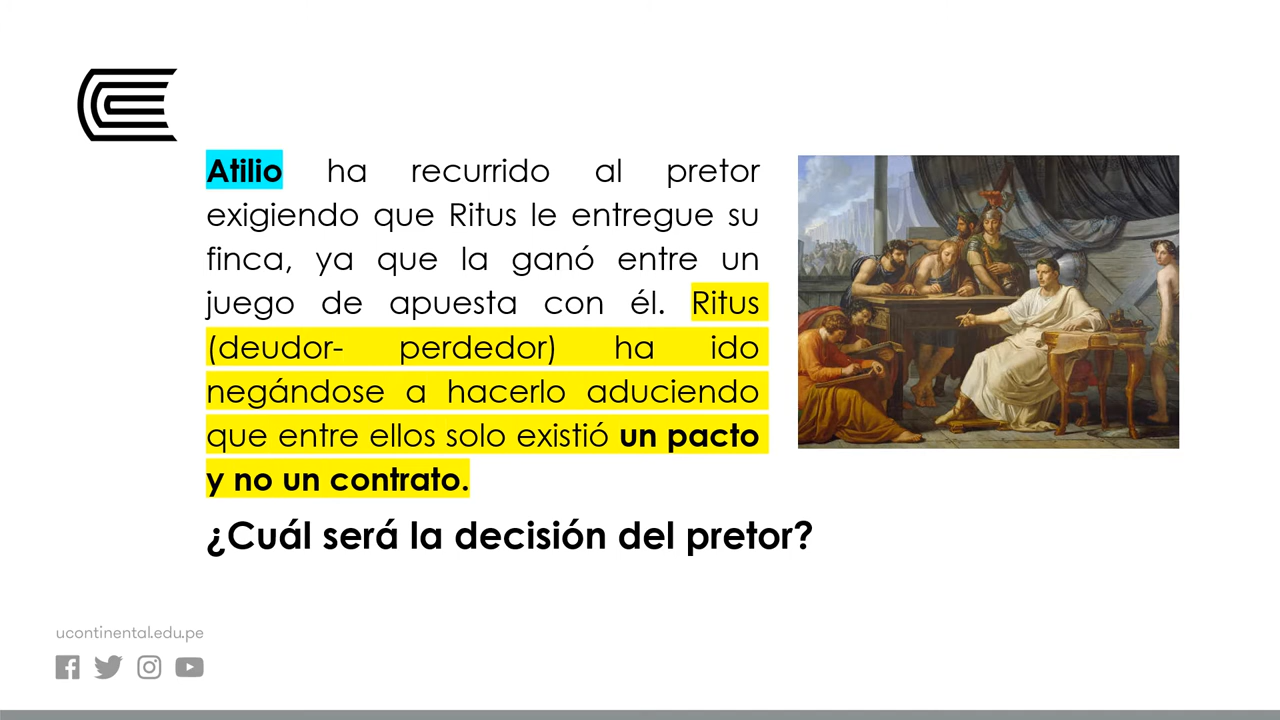 Atilio ha recurrido al pretor
exigiendo que Ritus le entregue su
finca, ya que la ganó entre un
juego de apuesta con él. Ritus
(deudor- perdedor) ha ido
negándose a hacerlo aduciendo
que entre ellos solo existió un pacto
y no un contrato.
¿Cuál será la decisión del pretor?
ucontinental.edu.pe